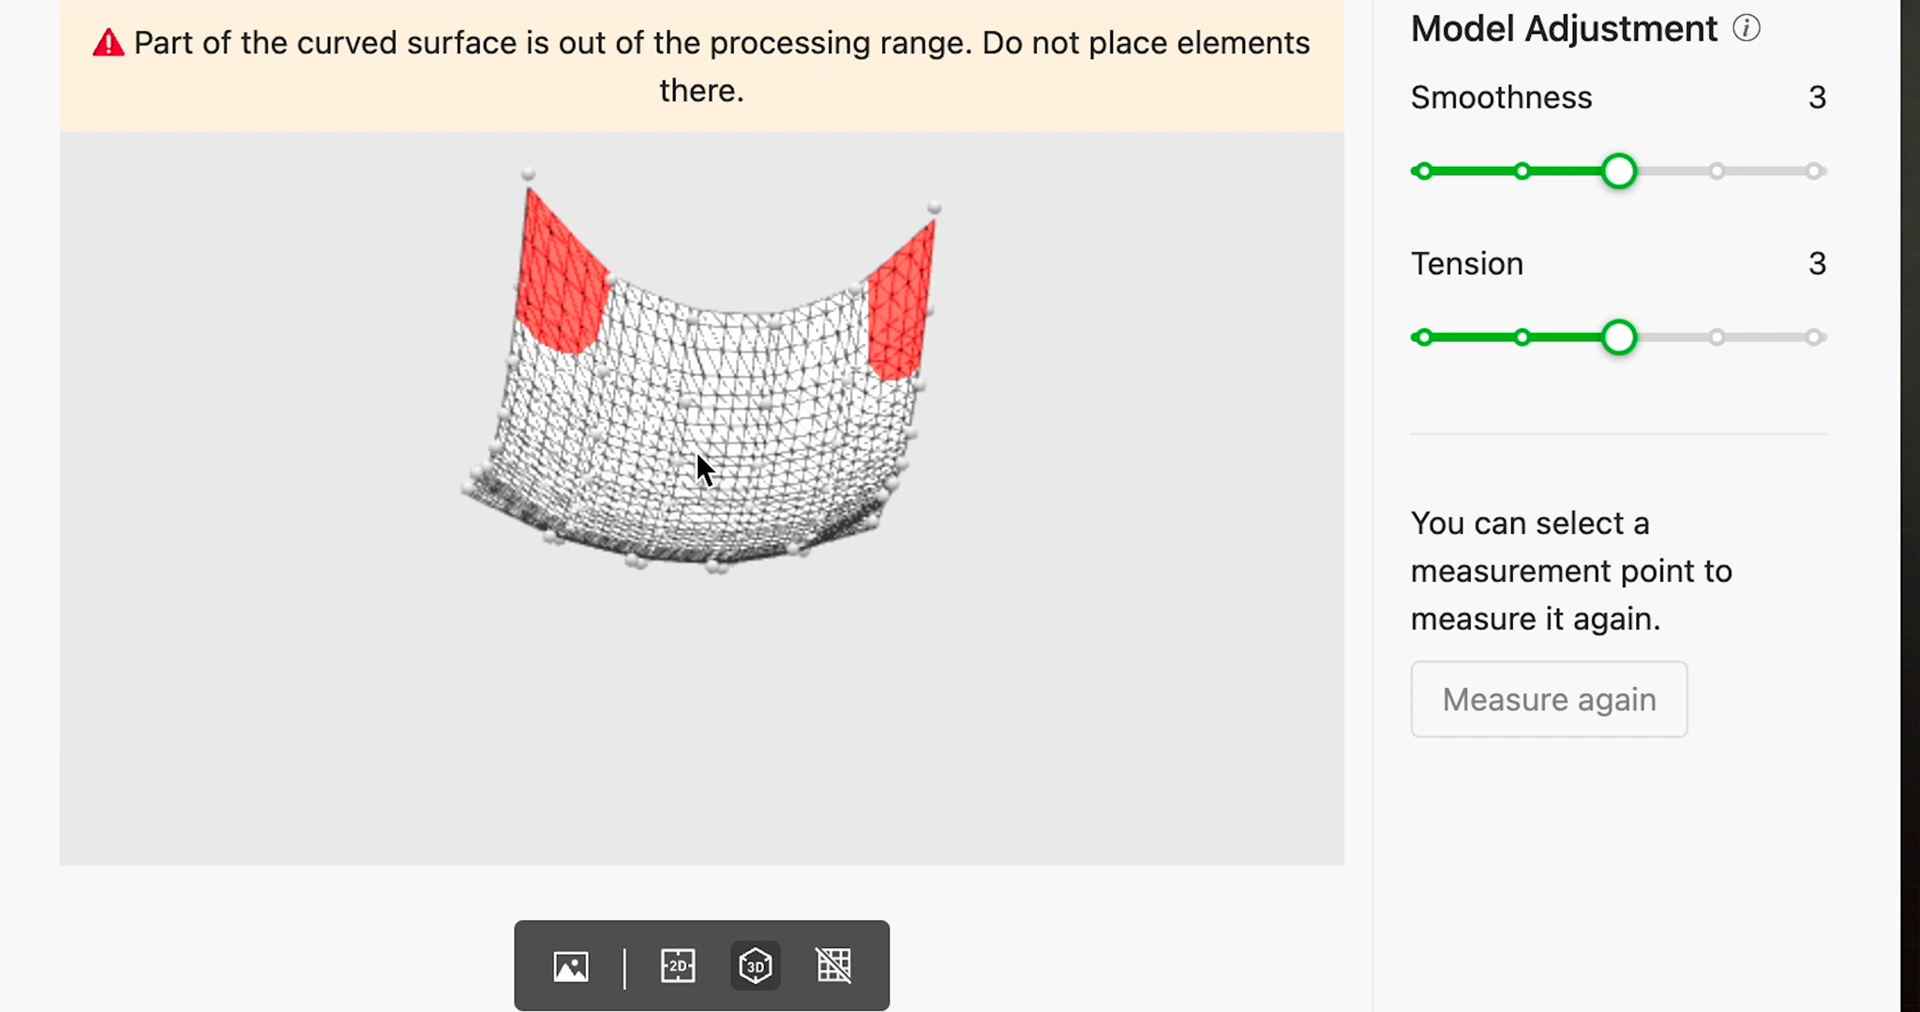 Part of the curved surface is out of the processing range. Do not place elements
there.
Model Adjustment
Smoothness 3
Tension 3
You can select a
measurement point to
measure it again.
Measure again
2D
3D